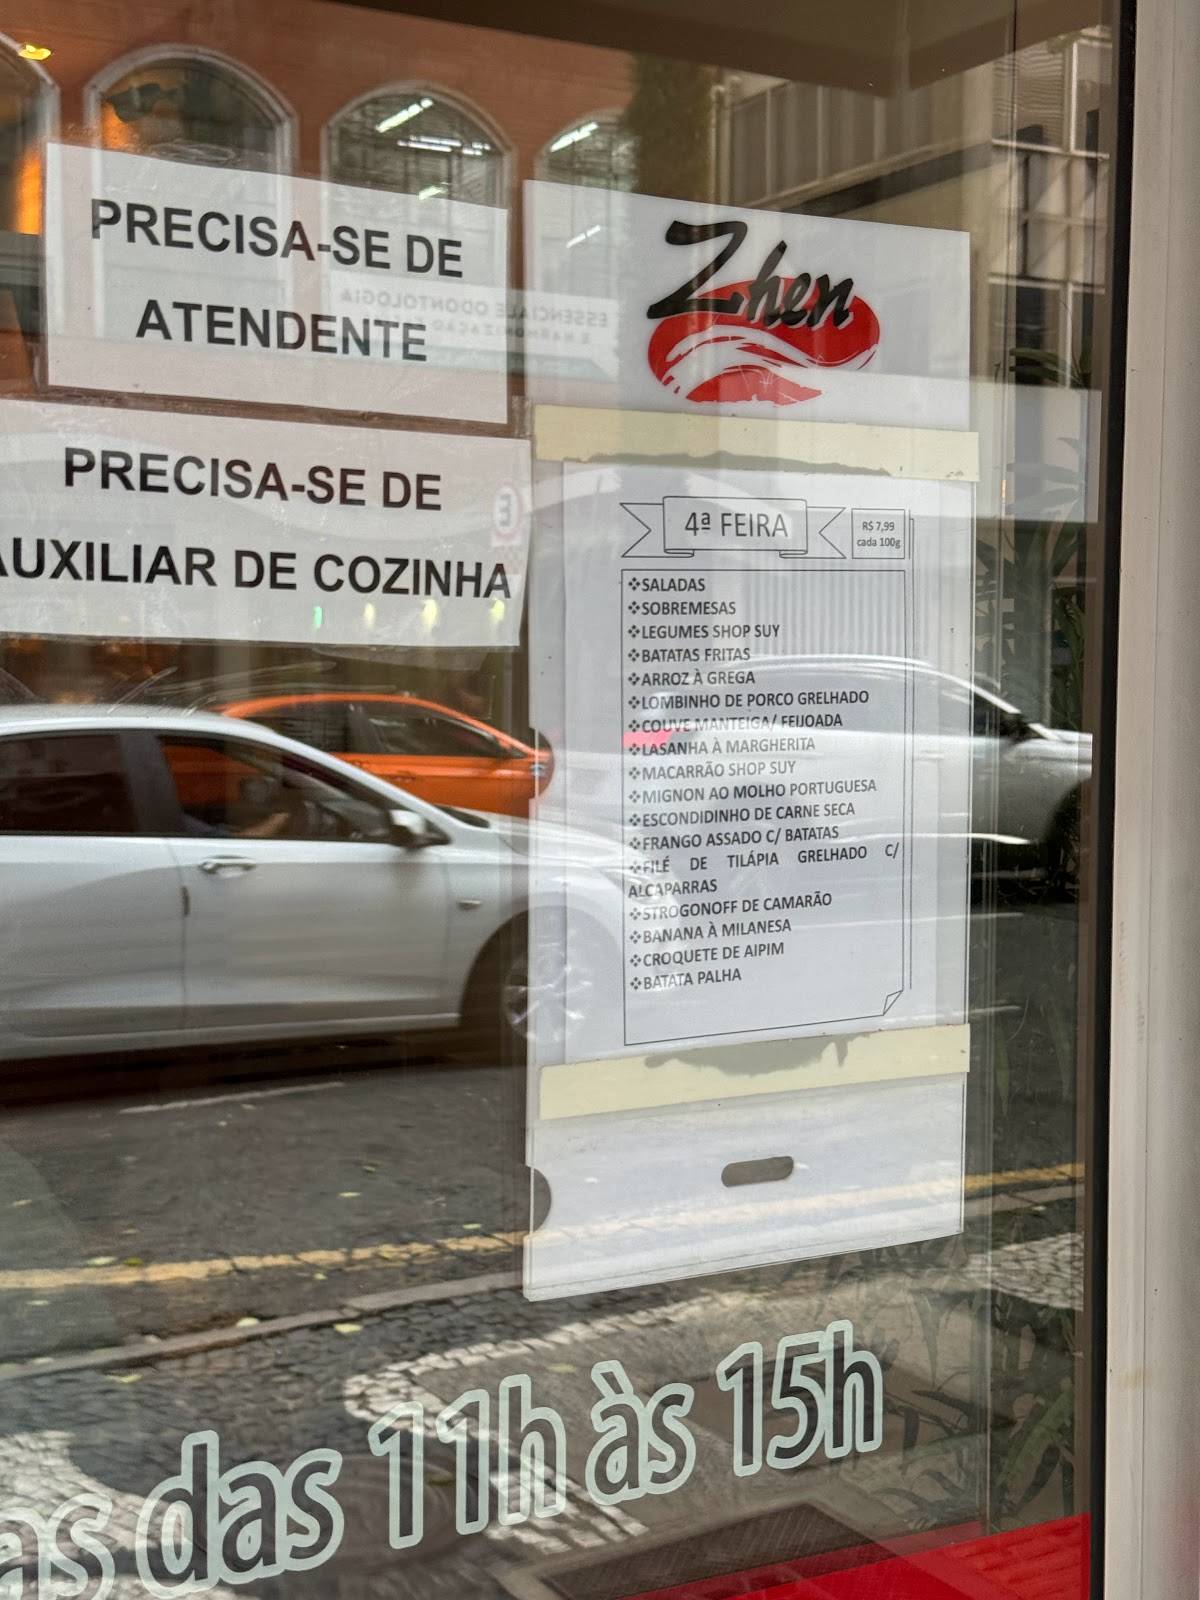 PRECISA-SE DE
ATENDENTE
PRECISA-SE DE
AUXILIAR DE COZINHA
Zhen
4ª FEIRA
R$ 7,99
cada 100g
❖SALADAS
❖SOBREMESAS
❖LEGUMES SHOP SUY
❖BATATAS FRITAS
❖ARROZ À GREGA
❖LOMBINHO DE PORCO GRELHADO
❖COUVE MANTEIGA/ FEIJOADA
❖LASANHA À MARGHERITA
❖MACARRÃO SHOP SUY
❖MIGNON AO MOLHO PORTUGUESA
❖ESCONDIDINHO DE CARNE SECA
❖FRANGO ASSADO C/ BATATAS
❖FILÉ DE TILÁPIA GRELHADO C/
ALCAPARRAS
❖STROGONOFF DE CAMARÃO
❖BANANA À MILANESA
❖CROQUETE DE AIPIM
❖BATATA PALHA
das 11h às 15h
ESSENCIALE ODONTOLOGIA